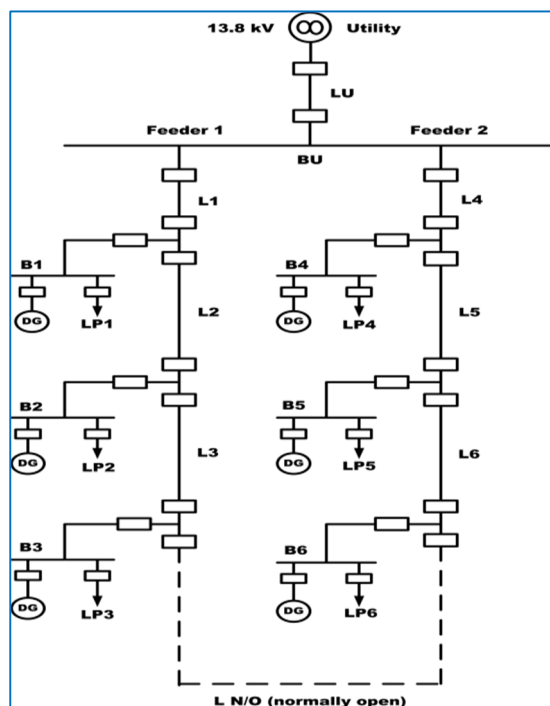 13.8 kV Utility
LU
Feeder 1 Feeder 2
BU
L1 L4
B1 B4
DG LP1 DG LP4
L2 L5
B2 B5
DG LP2 DG LP5
L3 L6
B3 B6
DG LP3 DG LP6
L N/O (normally open)